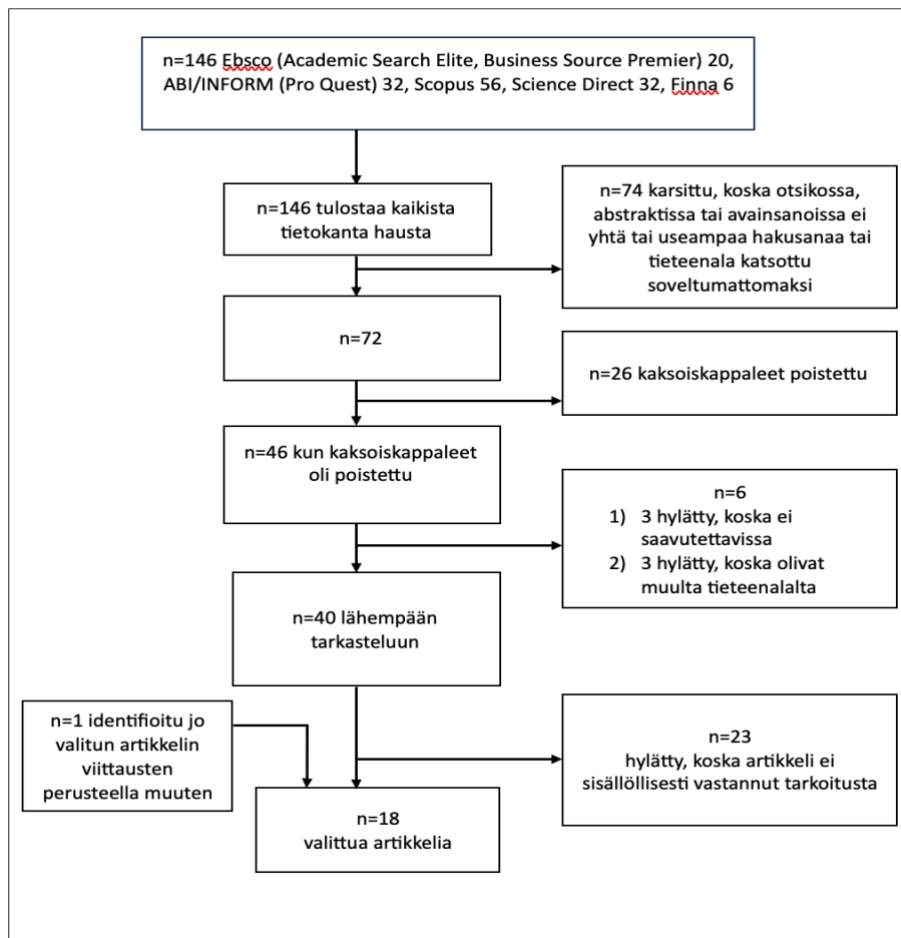 n=146 Ebsco (Academic Search Elite, Business Source Premier) 20,
ABI/INFORM (Pro Quest) 32, Scopus 56, Science Direct 32, Finna 6
n=146 tulostaa kaikista
tietokanta hausta
n=74 karsittu, koska otsikossa,
abstraktissa tai avainsanoissa ei
yhtä tai useampaa hakusanaa tai
tieteenala katsottu
soveltumattomaksi
n=72
n=26 kaksoiskappaleet poistettu
n=46 kun kaksoiskappaleet
oli poistettu
n=6
1) 3 hylätty, koska ei
saavutettavissa
2) 3 hylätty, koska olivat
muulta tieteenalalta
n=40 lähempään
tarkasteluun
n=1 identifioitu jo
valitun artikkelin
viittausten
perusteella muuten
n=23
hylätty, koska artikkeli ei
sisällöllisesti vastannut tarkoitusta
n=18
valittua artikkelia